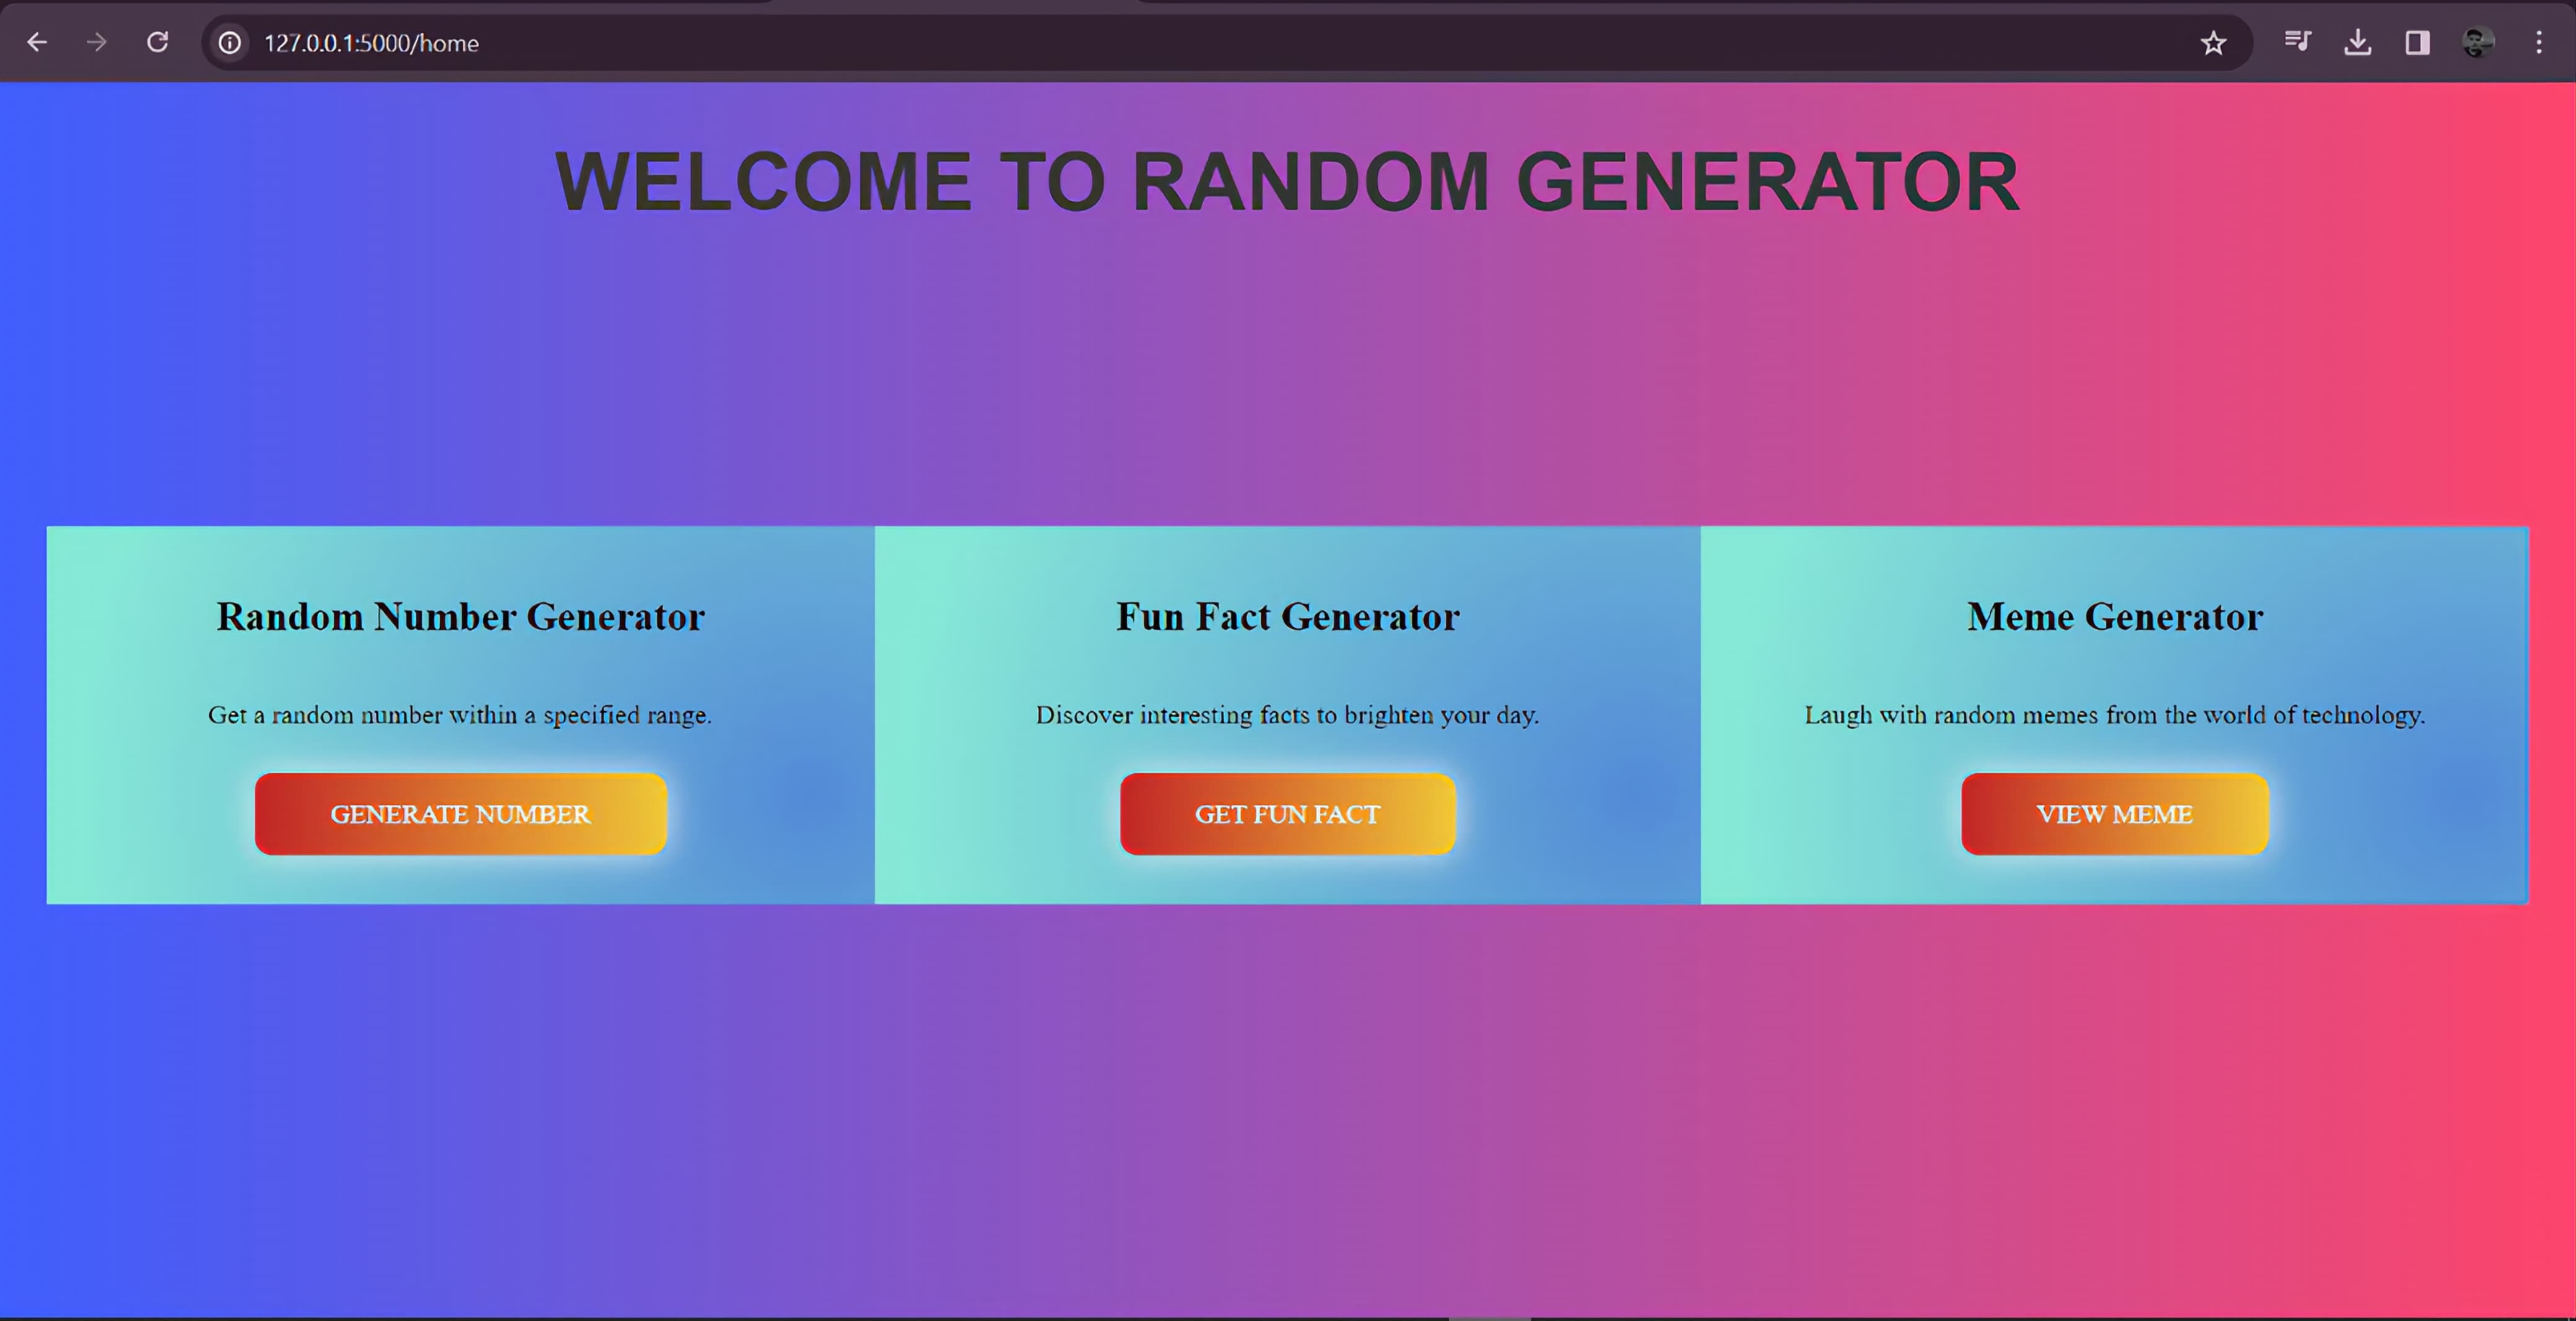 127.0.0.1:5000/home
WELCOME TO RANDOM GENERATOR
Random Number Generator
Get a random number within a specified range.
GENERATE NUMBER
Fun Fact Generator
Discover interesting facts to brighten your day.
GET FUN FACT
Meme Generator
Laugh with random memes from the world of technology.
VIEW MEME